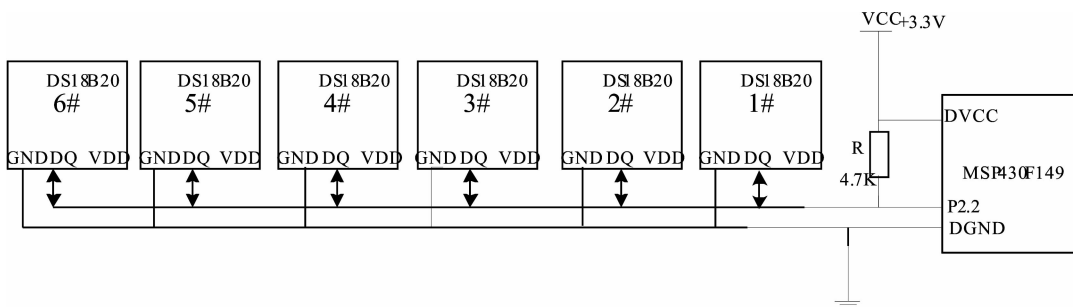 VCC+3.3V
DS18B20 DS18B20 DS18B20 DS18B20 DS18B20 DS18B20
6# 5# 4# 3# 2# 1#
DVCC
R
GND DQ VDD GND DQ VDD GND DQ VDD GND DQ VDD GND DQ VDD GND DQ VDD
4.7K
MSP430F149
P2.2
DGND